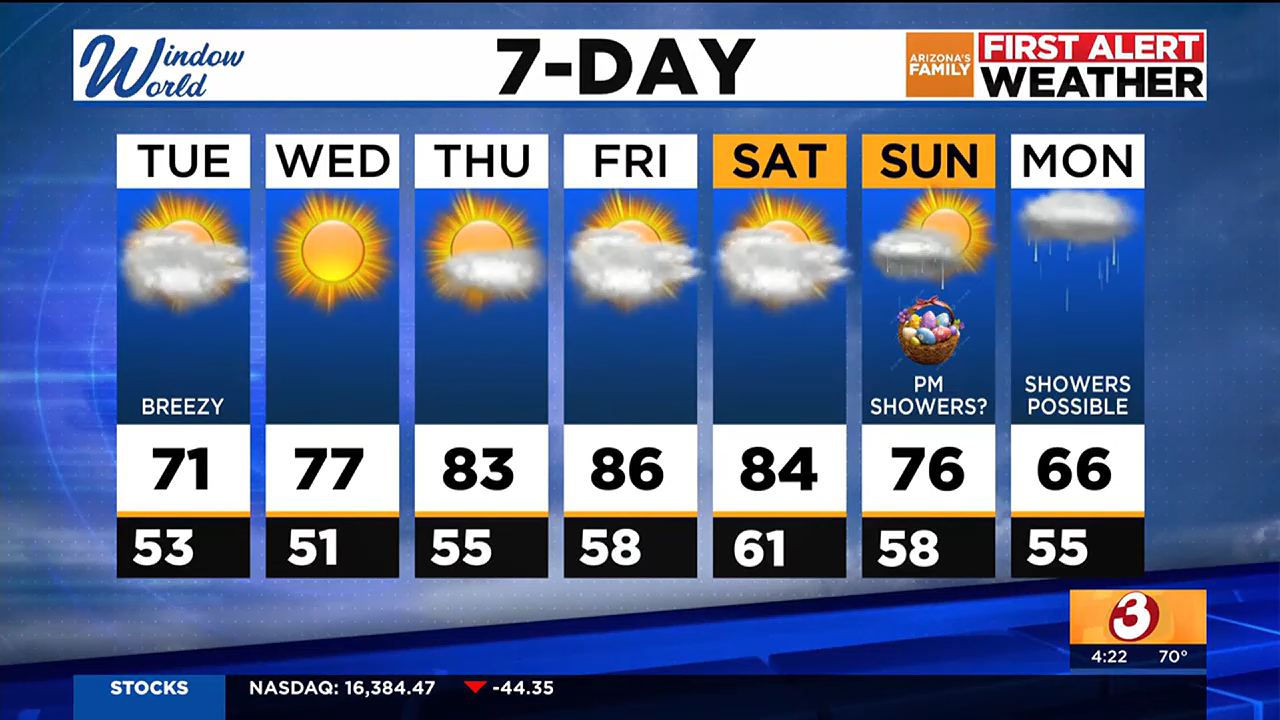 Window World
7-DAY
ARIZONA'S FAMILY
FIRST ALERT
WEATHER
TUE WED THU FRI SAT SUN MON
BREEZY
PM SHOWERS?
SHOWERS POSSIBLE
71 77 83 86 84 76 66
53 51 55 58 61 58 55
3
4:22 70°
STOCKS NASDAQ: 16,384.47 -44.35